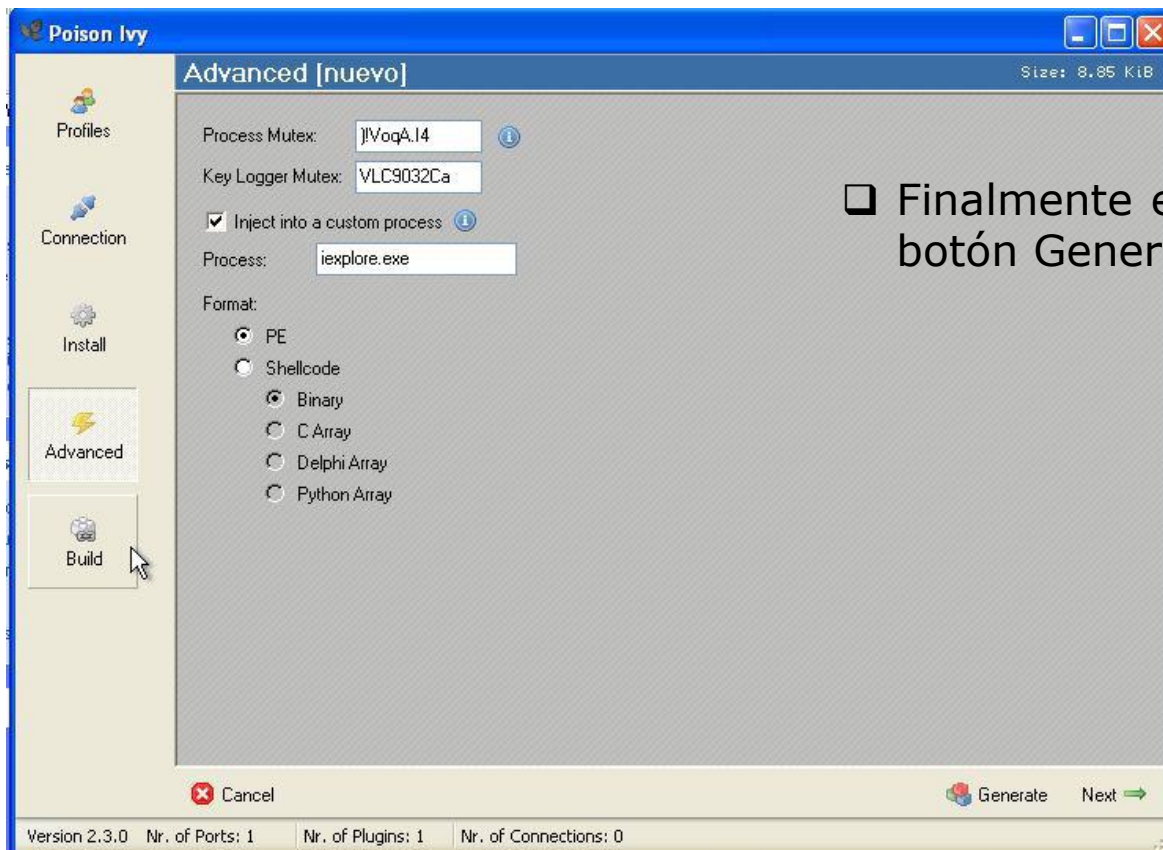 Poison Ivy
Advanced [nuevo]
Size: 8.85 KiB
Profiles
Connection
Install
Advanced
Build
Process Mutex: )!VoqA.I4
Key Logger Mutex: VLC9032Ca
Inject into a custom process
Process: iexplore.exe
Format:
PE
Shellcode
Binary
C Array
Delphi Array
Python Array
Finalmente
botón Gener
Cancel
Generate
Next
Version 2.3.0 Nr. of Ports: 1 Nr. of Plugins: 1 Nr. of Connections: 0